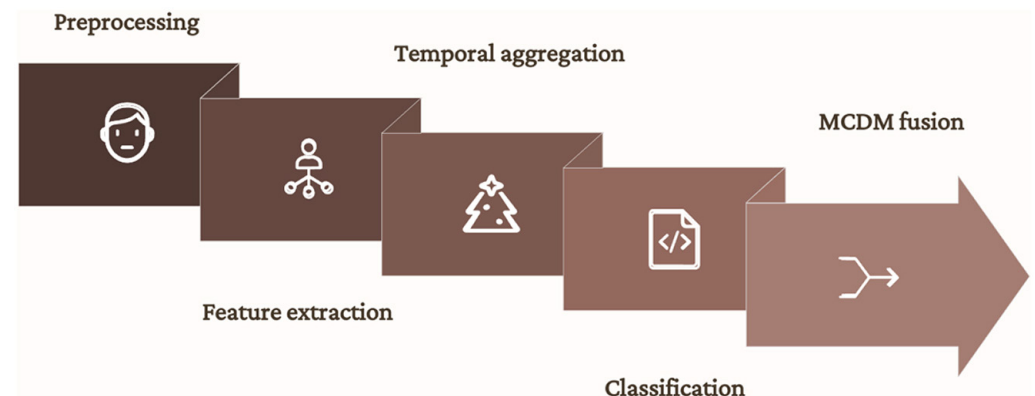 Preprocessing
Temporal aggregation
MCDM fusion
</>
Feature extraction
Classification